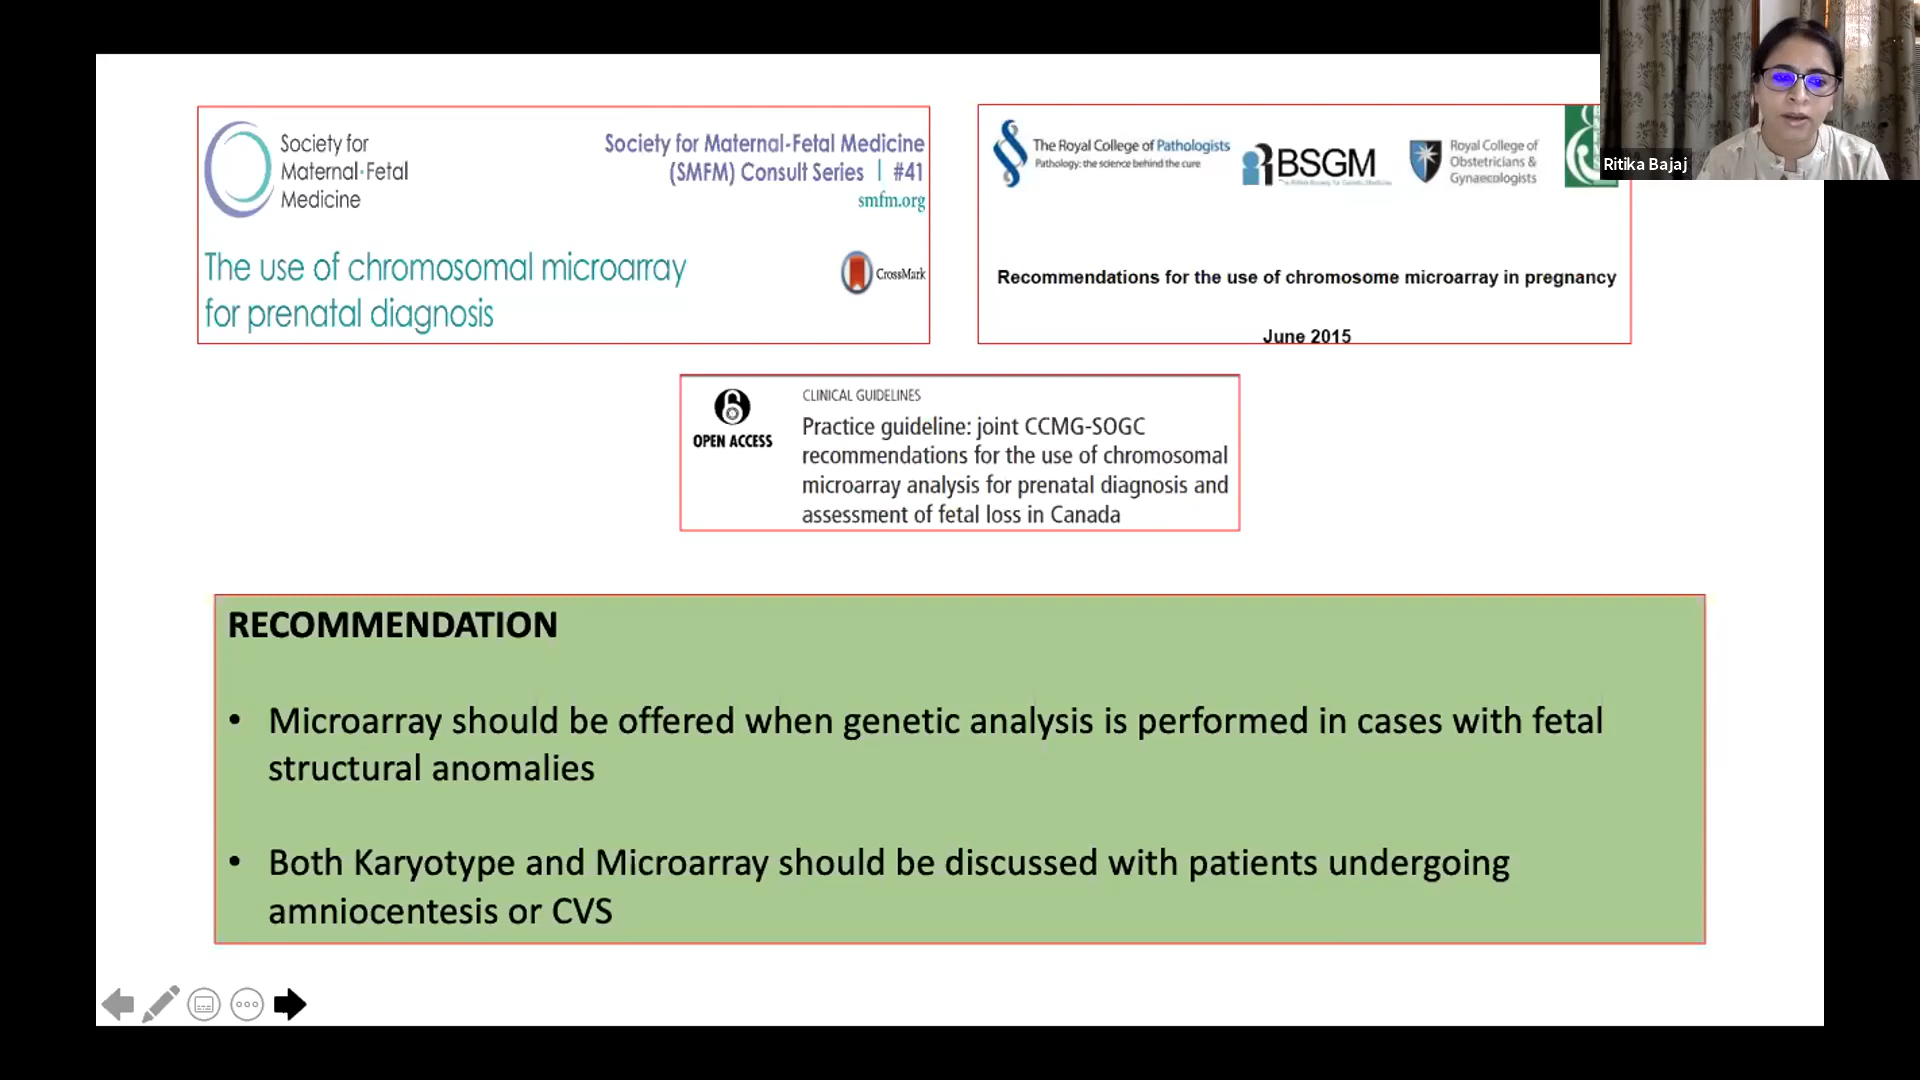 Society for
Maternal-Fetal
Medicine
Society for Maternal-Fetal Medicine
(SMFM) Consult Series | #41
smfm.org
The use of chromosomal microarray
for prenatal diagnosis
CrossMark
The Royal College of Pathologists
Pathology: the science behind the cure
BSGM
Royal College of
Obstetricians &
Gynaecologists
Recommendations for the use of chromosome microarray in pregnancy
June 2015
Ritika Bajaj
OPEN ACCESS
CLINICAL GUIDELINES
Practice guideline: joint CCMG-SOGC
recommendations for the use of chromosomal
microarray analysis for prenatal diagnosis and
assessment of fetal loss in Canada
RECOMMENDATION
• Microarray should be offered when genetic analysis is performed in cases with fetal
structural anomalies
• Both Karyotype and Microarray should be discussed with patients undergoing
amniocentesis or CVS